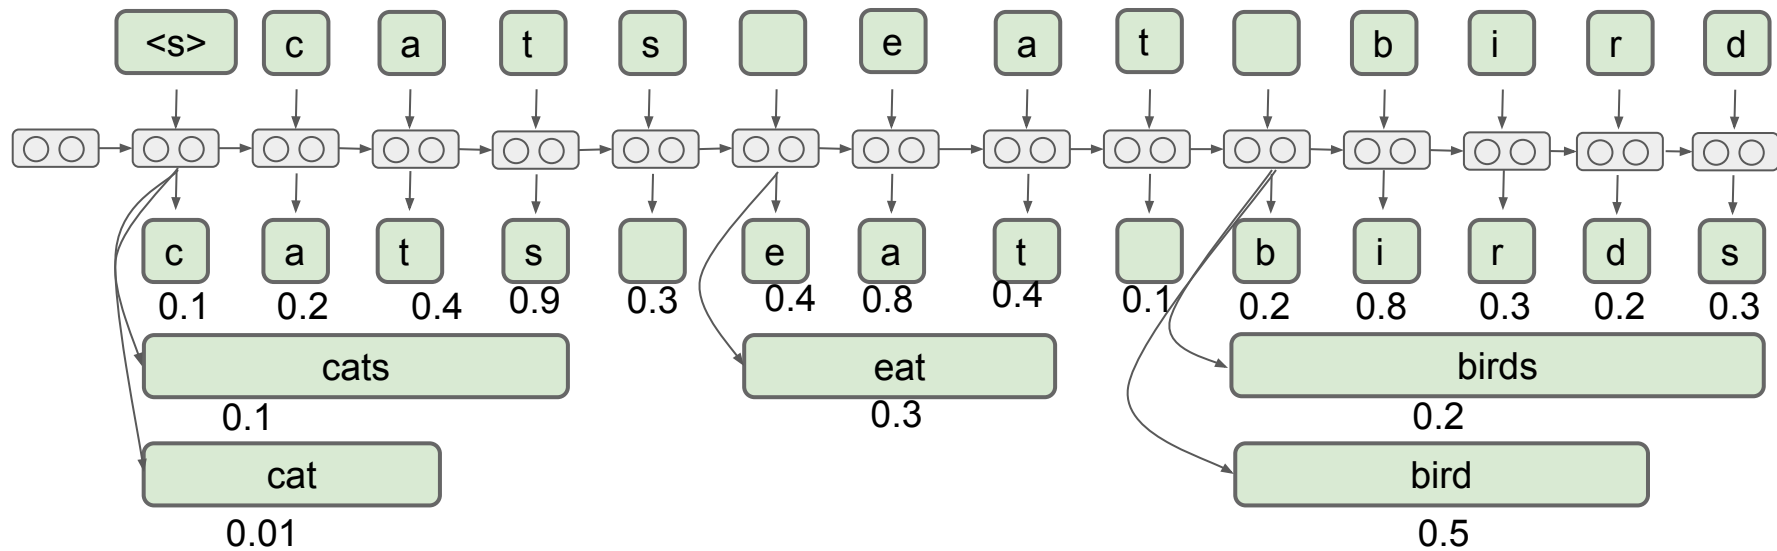 <s> c a t s e a t b i r d
c a t s e a t b i r d s
0.1 0.2 0.4 0.9 0.3 0.4 0.8 0.4 0.1 0.2 0.8 0.3 0.2 0.3
cats eat birds
0.1 0.3 0.2
cat bird
0.01 0.5